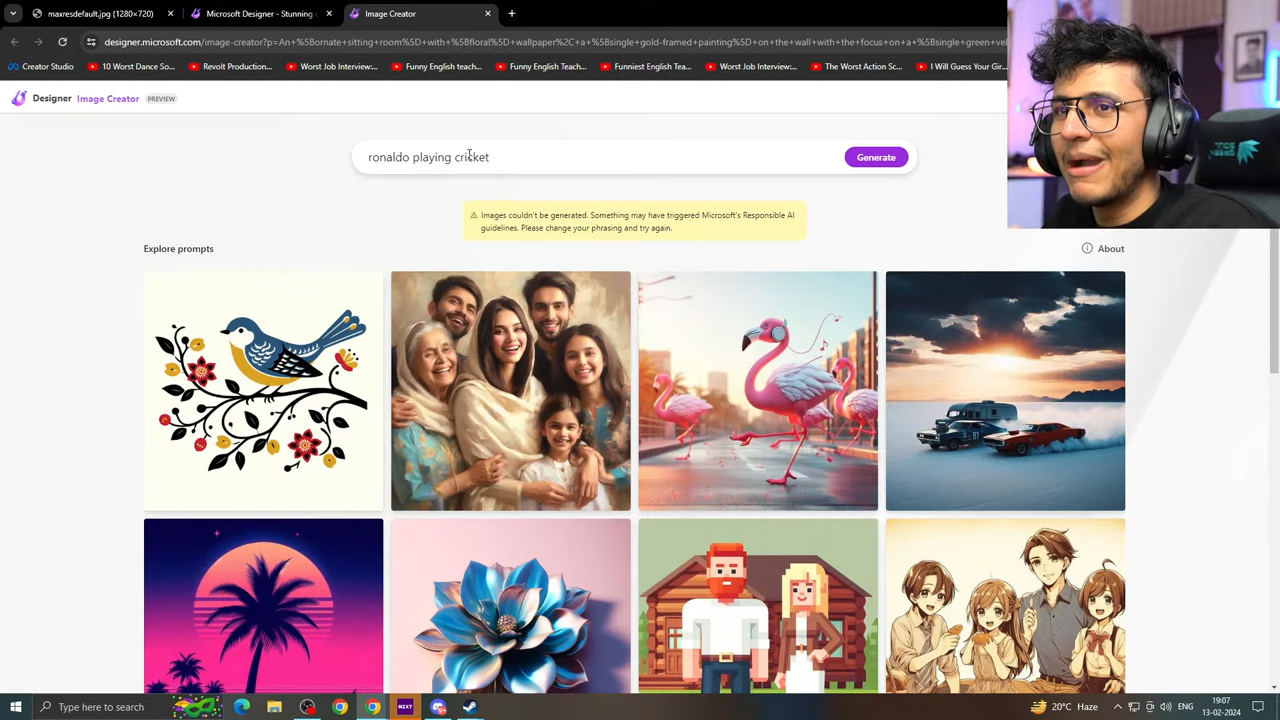 maxresdefault.jpg (1280×720)
Microsoft Designer - Stunning
Image Creator
designer.microsoft.com/image-creator?p=An+%5Bornate+sitting+room%5D+with+%5Bfloral%5D+wallpaper%2C+a+%5Bsingle+gold-framed+painting%5D+on+the+wall+with+the+focus+on+a+%5Bsingle+green+vel
Creator Studio
10 Worst Dance So...
Revolt Production...
Worst Job Interview:...
Funny English teach...
Funny English Teac...
Funniest English Tea...
Worst Job Interview:...
The Worst Action Sc...
I Will Guess Your Gir...
Designer Image Creator PREVIEW
ronaldo playing cricket
Generate
Images couldn't be generated. Something may have triggered Microsoft's Responsible AI
guidelines. Please change your phrasing and try again.
Explore prompts
About
Type here to search
NIXT
20°C Haze
19:07
13-02-2024